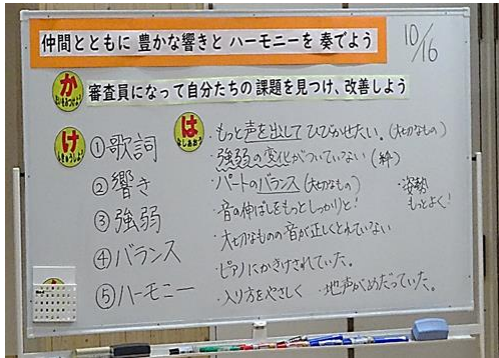 仲間とともに 豊かな響きと ハーモニーを 奏でよう
10/16
か
審査員になって自分たちの課題を見つけ、改善しよう
け
は
①歌詞
②響き
③強弱
④バランス
⑤ハーモニー
・もっと声を出してひびかせたい。(大切なもの)
・強弱の変化がついていない(絆)
・パートのバランス(大切なもの)
・音の伸ばしをもっとしっかりと!
・大切なものの音が正しくとれていない
・ピアノにかきけされていた。
・入り方をやさしく ・地声がめだっていた。
・姿勢もっとよく!